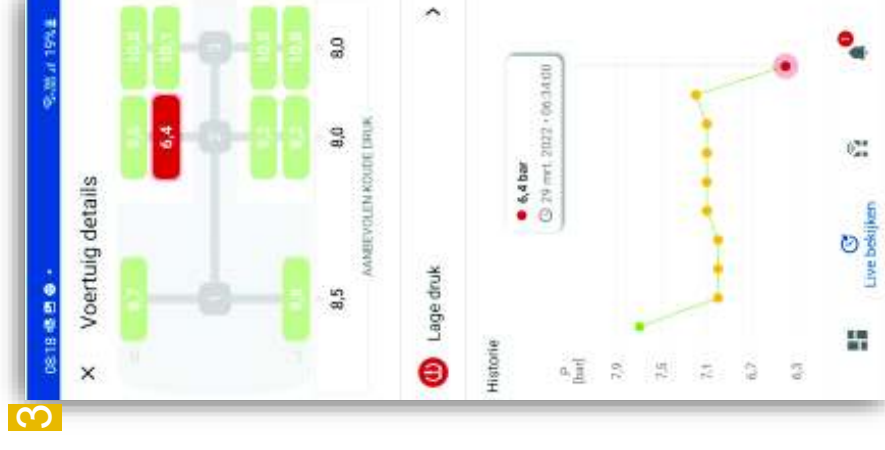 3
08:18
19%
Voertuig details
6,4
8,5
8,0
8,0
AANBEVOLEN KOUDE DRUK
Lage druk
Historie
P
[bar]
7,9
7,5
7,1
6,7
6,3
6,4 bar
29 mrt. 2022 • 06:34:00
Live bekijken